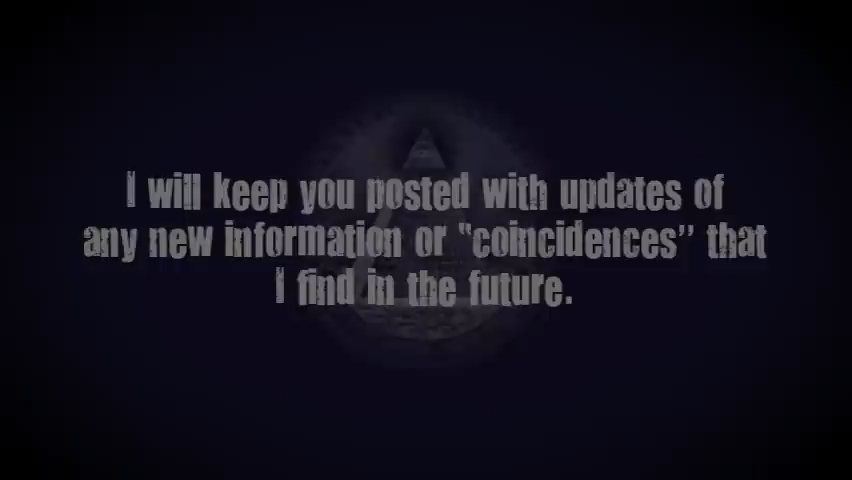 I will keep you posted with updates of
any new information or "coincidences" that
I find in the future.